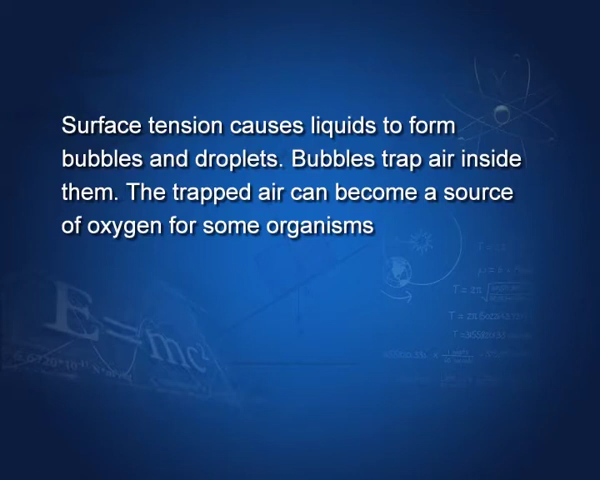 Surface tension causes liquids to form
bubbles and droplets. Bubbles trap air inside
them. The trapped air can become a source
of oxygen for some organisms
E=mc²